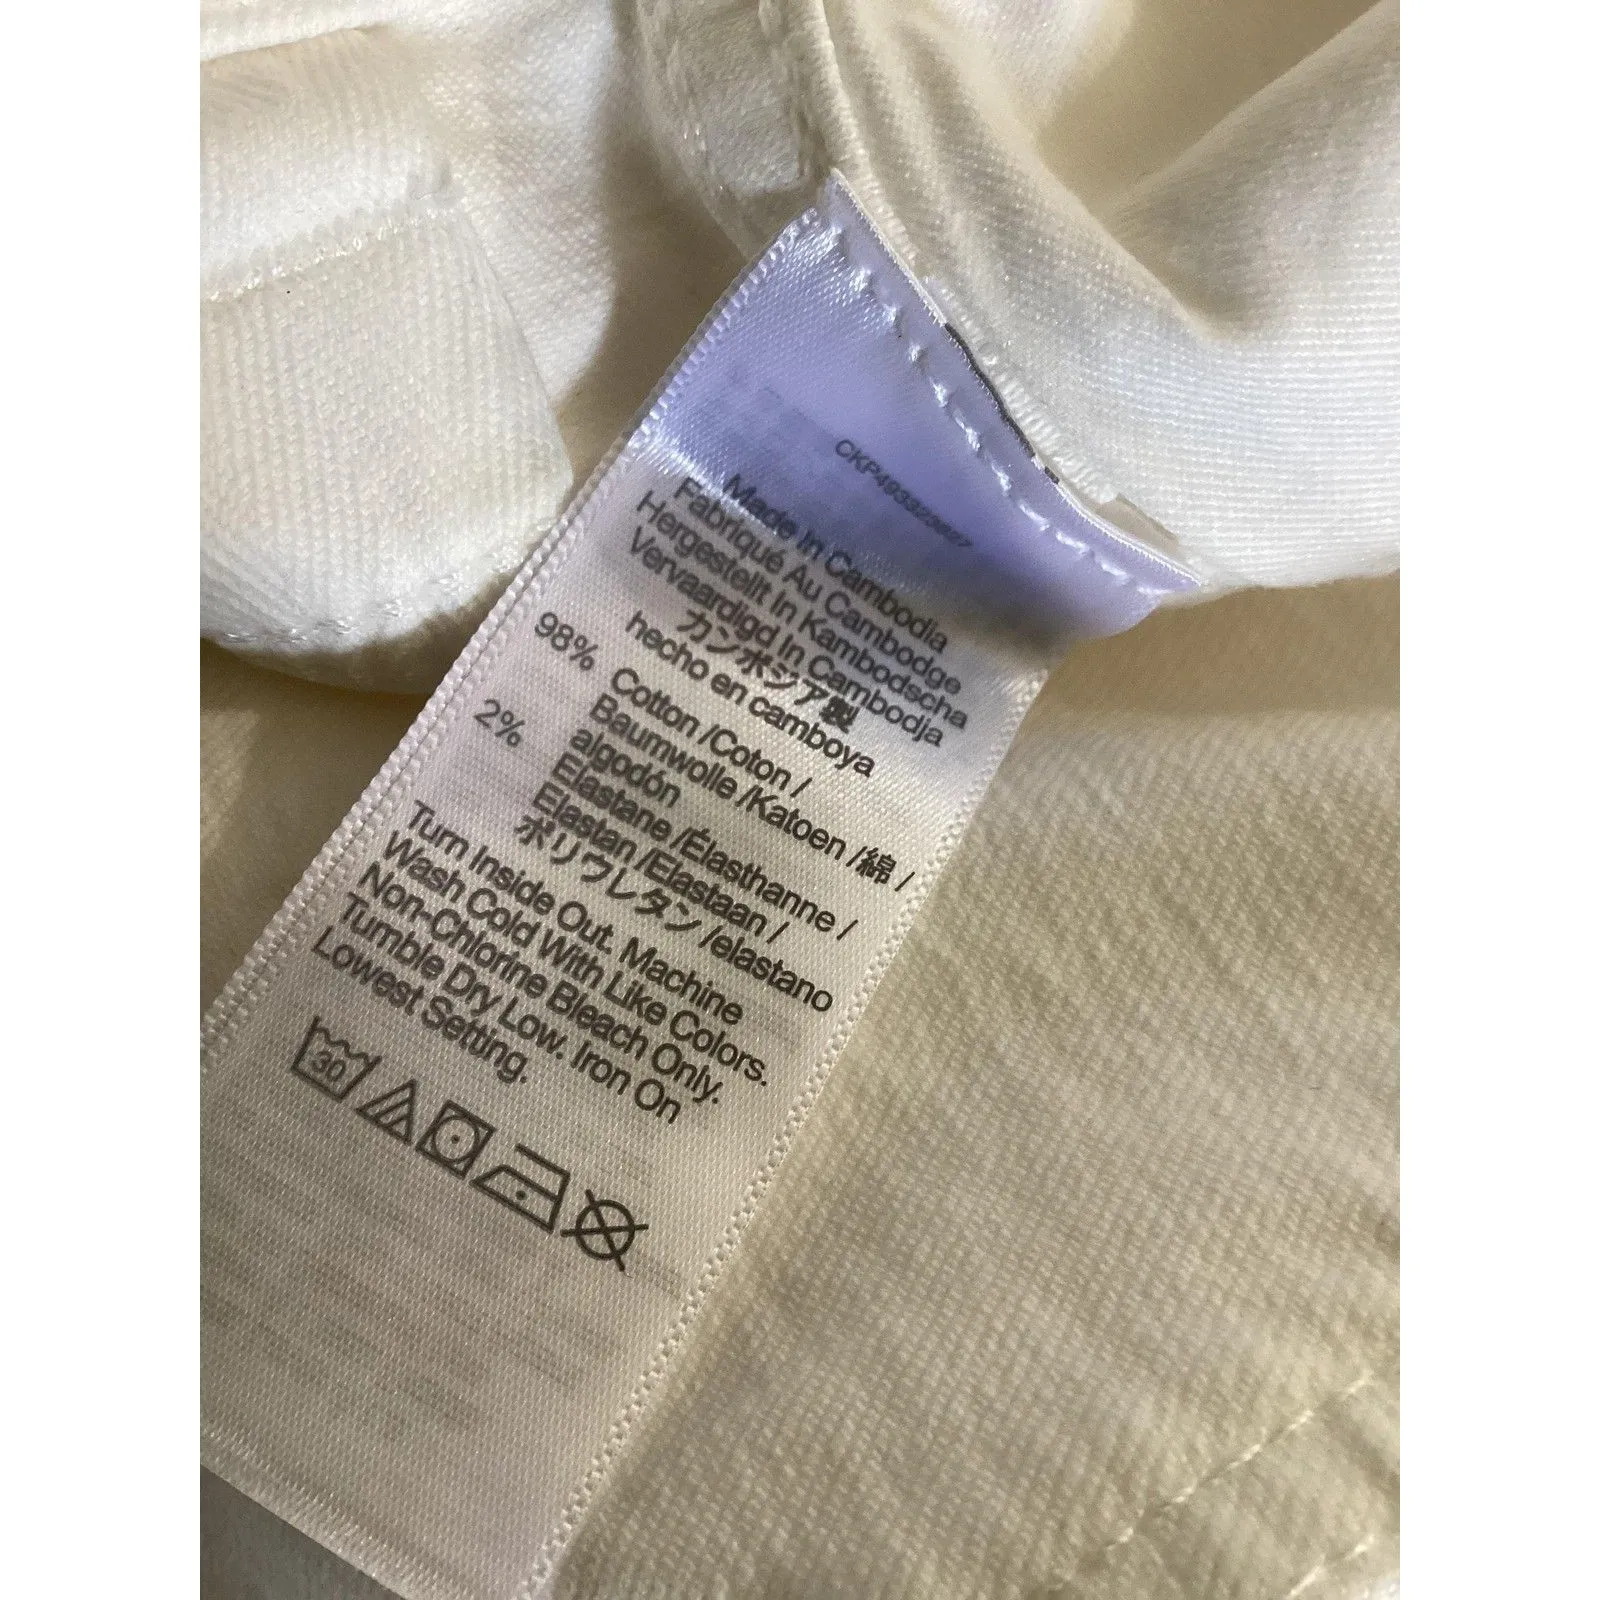 CKP493323627
Made In Cambodia
Fabriqué Au Cambodge
Hergestellt In Kambodscha
Vervaardigd In Cambodja
カンボジア製
hecho en camboya
98% Cotton /Coton /
Baumwolle /Katoen /綿 /
algodón
2% Elastane /Élasthanne /
Elastan /Elastaan /
ポリウレタン /elastano
Turn Inside Out. Machine
Wash Cold With Like Colors.
Non-Chlorine Bleach Only.
Tumble Dry Low. Iron On
Lowest Setting.
30